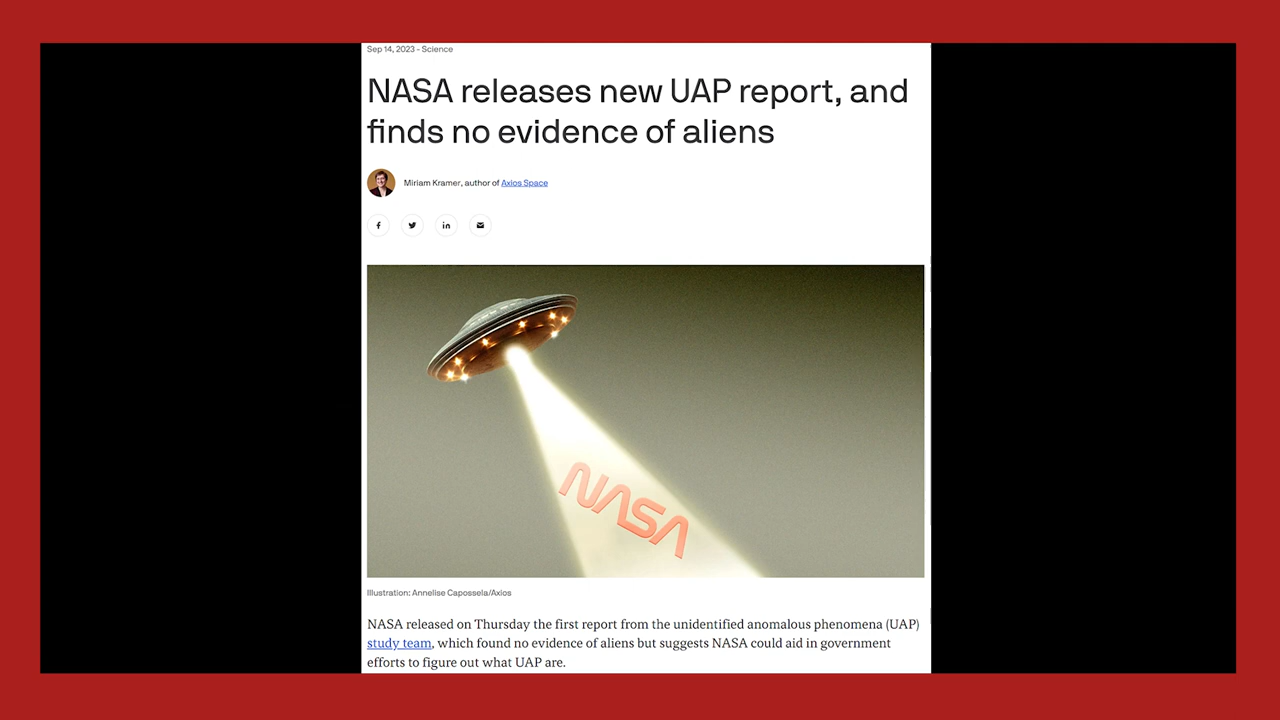 Sep 14, 2023 - Science
NASA releases new UAP report, and
finds no evidence of aliens
Miriam Kramer, author of Axios Space
f
in
NASA
Illustration: Annelise Capossela/Axios
NASA released on Thursday the first report from the unidentified anomalous phenomena (UAP)
study team, which found no evidence of aliens but suggests NASA could aid in government
efforts to figure out what UAP are.